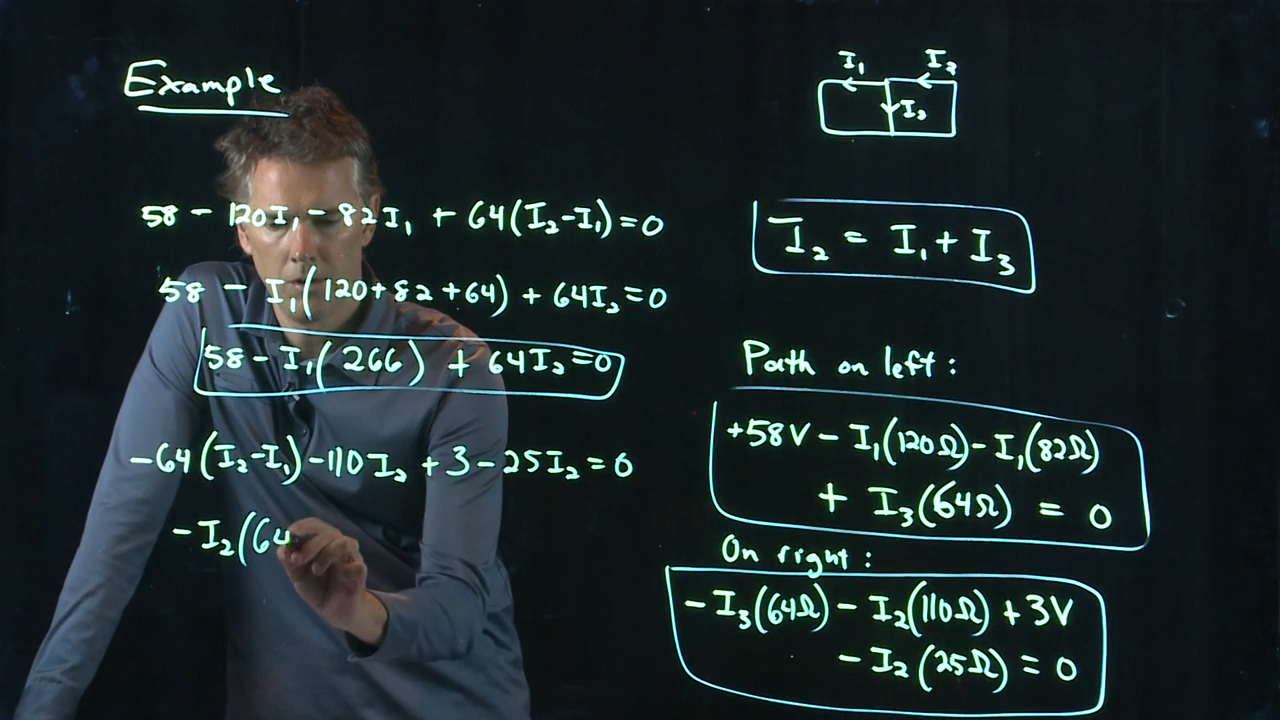 Example
58 - 120I₁ - 82I₁ + 64(I₂-I₁)=0
58 - I₁(120+82+64) + 64I₂=0
58 - I₁(266) + 64I₂=0
-64(I₂-I₁)-110I₂ + 3 - 25I₂=0
-I₂(64
I₁ I₂
I₃
I₂ = I₁ + I₃
Path on left:
+58V - I₁(120Ω) - I₁(82Ω)
+ I₃(64Ω) = 0
On right:
-I₃(64Ω) - I₂(110Ω) + 3V
- I₂(25Ω) = 0